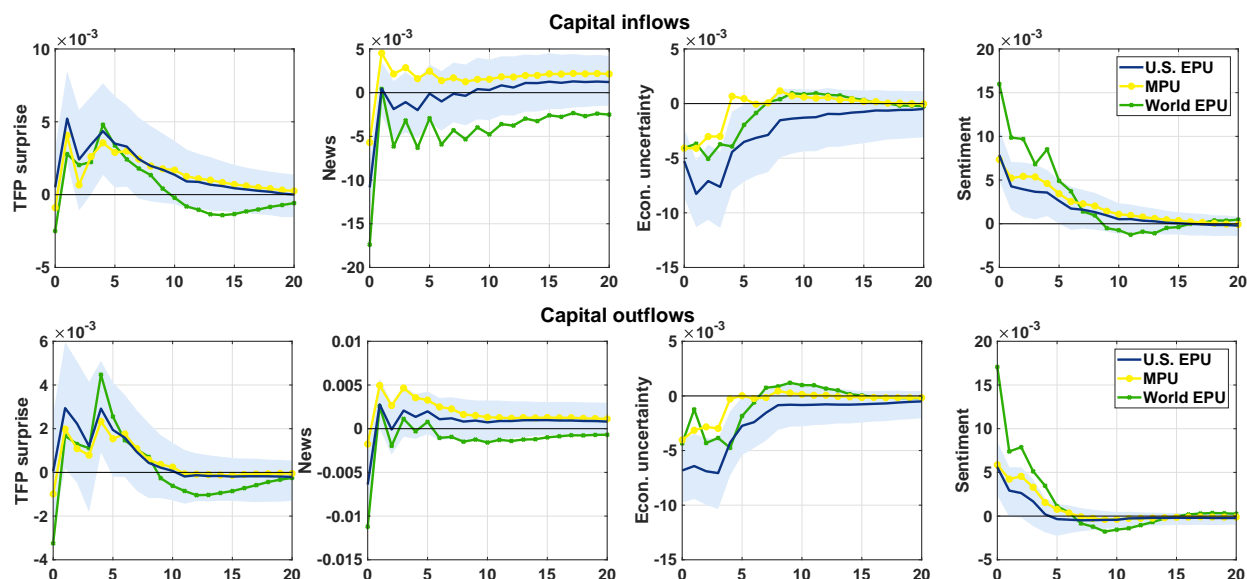 Capital inflows
×10⁻³
TFP surprise
10
5
0
-5
0 5 10 15 20
×10⁻³
News
5
0
-5
-10
-15
-20
0 5 10 15 20
×10⁻³
Econ. uncertainty
5
0
-5
-10
-15
0 5 10 15 20
×10⁻³
Sentiment
20
15
10
5
0
-5
0 5 10 15 20
U.S. EPU
MPU
World EPU
Capital outflows
×10⁻³
TFP surprise
6
4
2
0
-2
-4
0 5 10 15 20
News
0.01
0.005
0
-0.005
-0.01
-0.015
0 5 10 15 20
×10⁻³
Econ. uncertainty
5
0
-5
-10
-15
0 5 10 15 20
×10⁻³
Sentiment
20
15
10
5
0
-5
0 5 10 15 20
U.S. EPU
MPU
World EPU